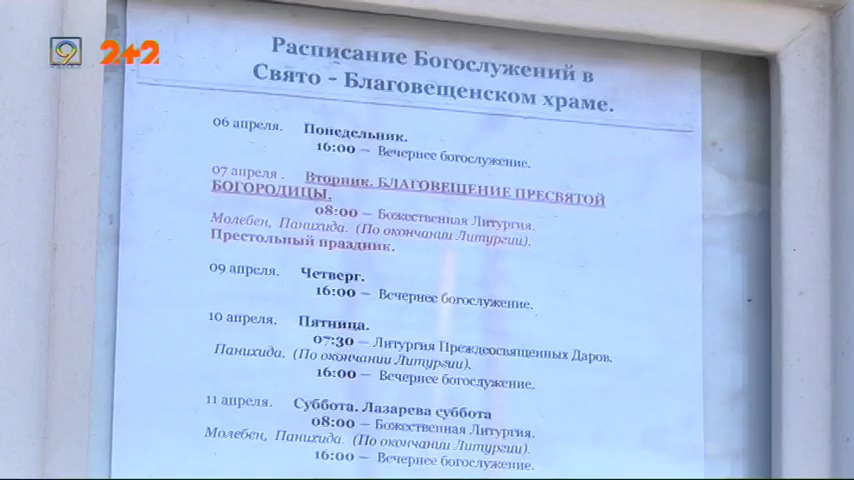 9 2+2
Расписание Богослужений в
Свято - Благовещенском храме.
06 апреля. Понедельник.
16:00 – Вечернее богослужение.
07 апреля . Вторник. БЛАГОВЕЩЕНИЕ ПРЕСВЯТОЙ
БОГОРОДИЦЫ.
08:00 – Божественная Литургия.
Молебен, Панихида. (По окончании Литургии).
Престольный праздник.
09 апреля. Четверг.
16:00 – Вечернее богослужение.
10 апреля. Пятница.
07:30 – Литургия Преждеосвященных Даров.
Панихида. (По окончании Литургии).
16:00 – Вечернее богослужение.
11 апреля. Суббота. Лазарева суббота
08:00 – Божественная Литургия.
Молебен, Панихида. (По окончании Литургии).
16:00 – Вечернее богослужение.